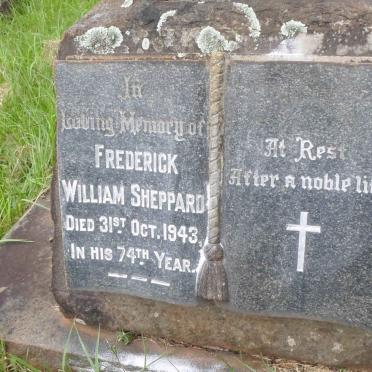 In
Loving Memory of
FREDERICK
WILLIAM SHEPPARD
DIED 31ST OCT. 1943.
IN HIS 74TH YEAR.
At Rest
After a noble